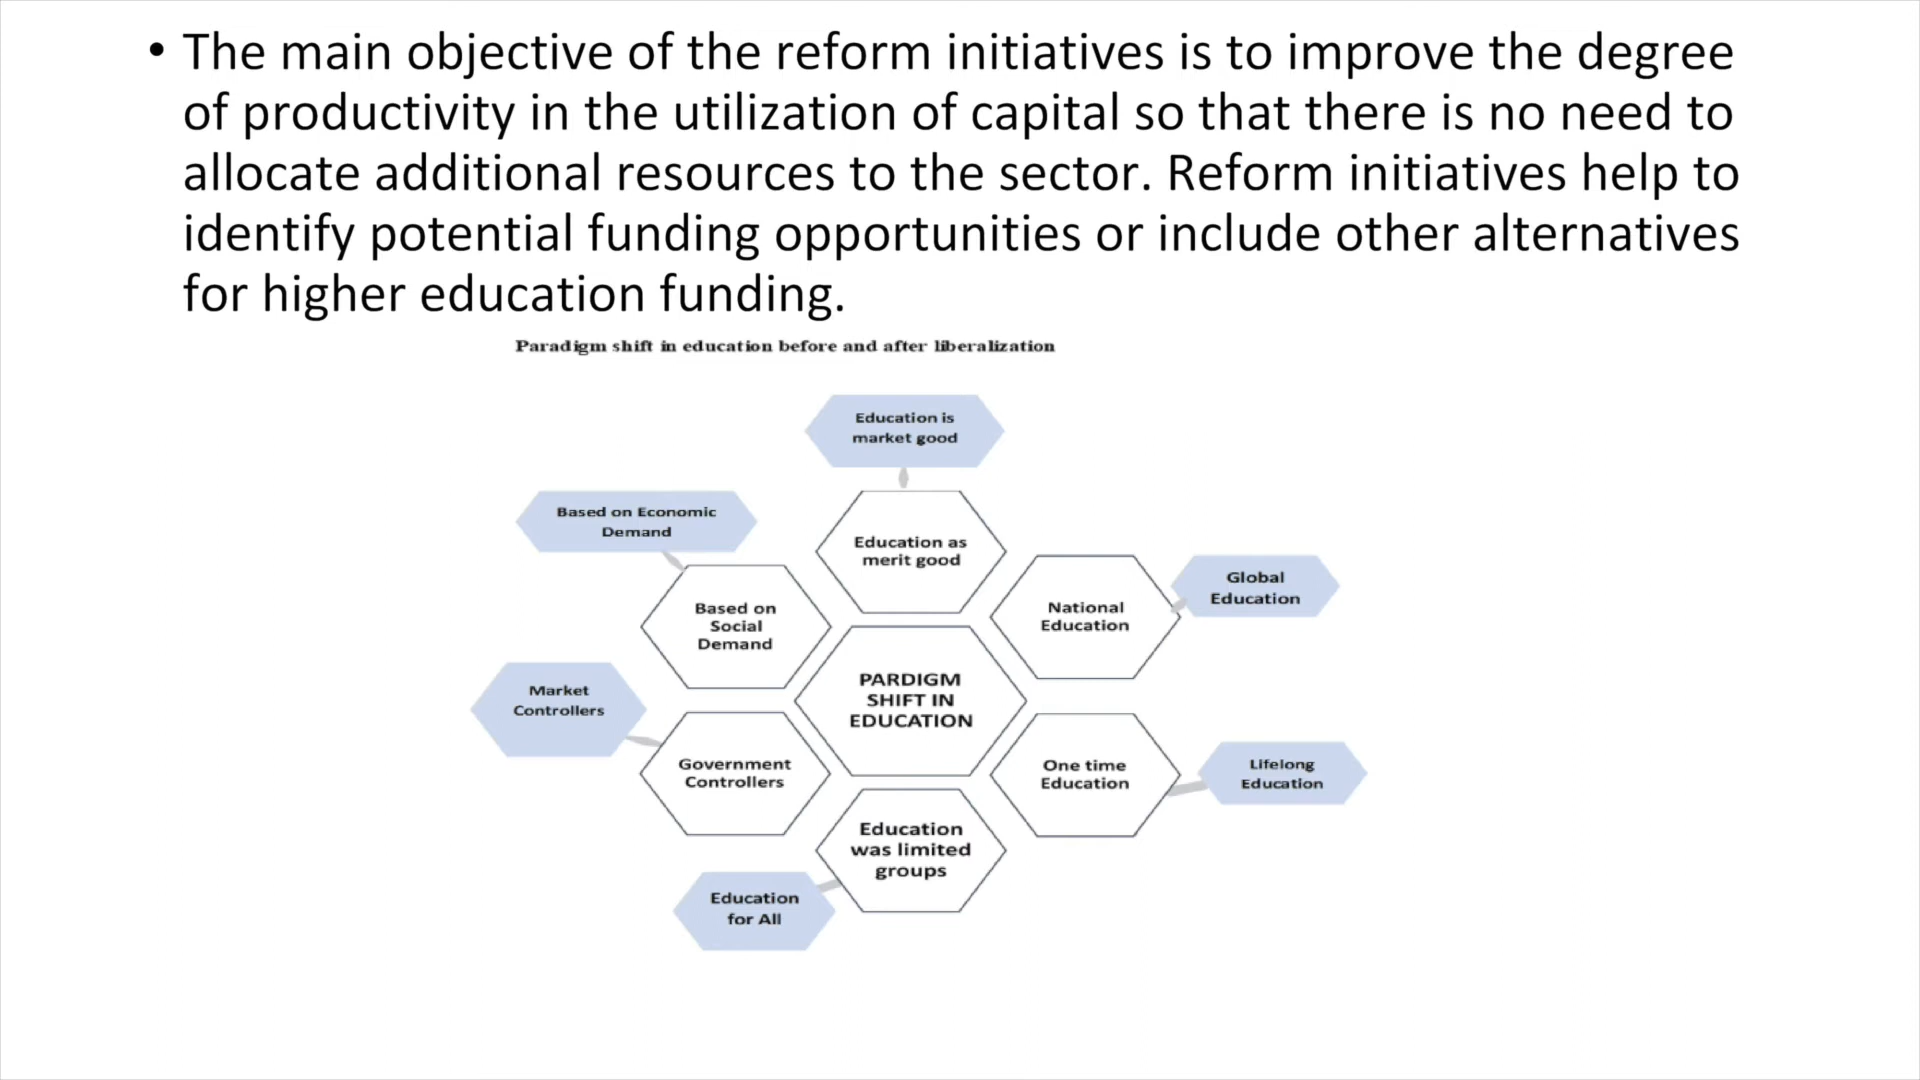 • The main objective of the reform initiatives is to improve the degree
of productivity in the utilization of capital so that there is no need to
allocate additional resources to the sector. Reform initiatives help to
identify potential funding opportunities or include other alternatives
for higher education funding.
Paradigm shift in education before and after liberalization
Education is
market good
Based on Economic
Demand
Education as
merit good
Global
Education
National
Education
Based on
Social
Demand
PARDIGM
SHIFT IN
EDUCATION
Market
Controllers
Government
Controllers
One time
Education
Lifelong
Education
Education
was limited
groups
Education
for All